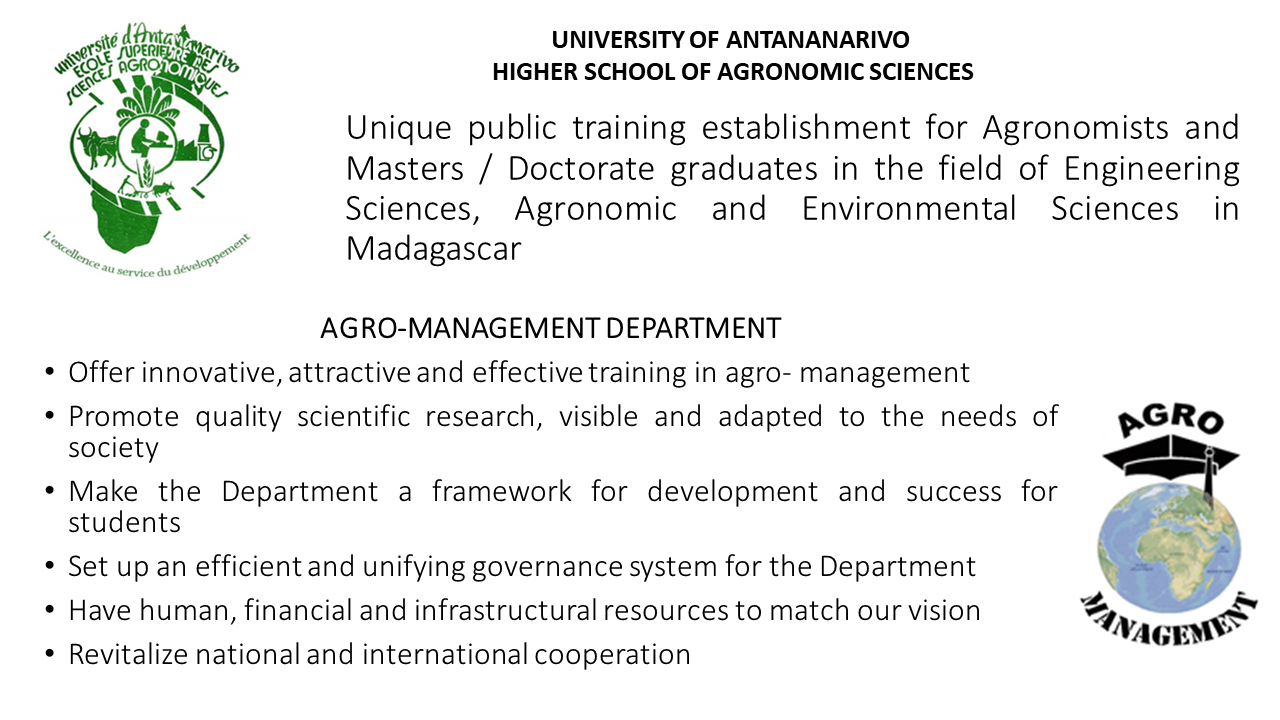 Université d'Antananarivo
ECOLE SUPERIEURE DES
SCIENCES AGRONOMIQUES
L'excellence au service du développement
UNIVERSITY OF ANTANANARIVO
HIGHER SCHOOL OF AGRONOMIC SCIENCES
Unique public training establishment for Agronomists and
Masters / Doctorate graduates in the field of Engineering
Sciences, Agronomic and Environmental Sciences in
Madagascar
AGRO-MANAGEMENT DEPARTMENT
• Offer innovative, attractive and effective training in agro- management
• Promote quality scientific research, visible and adapted to the needs of
society
• Make the Department a framework for development and success for
students
• Set up an efficient and unifying governance system for the Department
• Have human, financial and infrastructural resources to match our vision
• Revitalize national and international cooperation
AGRO
MANAGEMENT